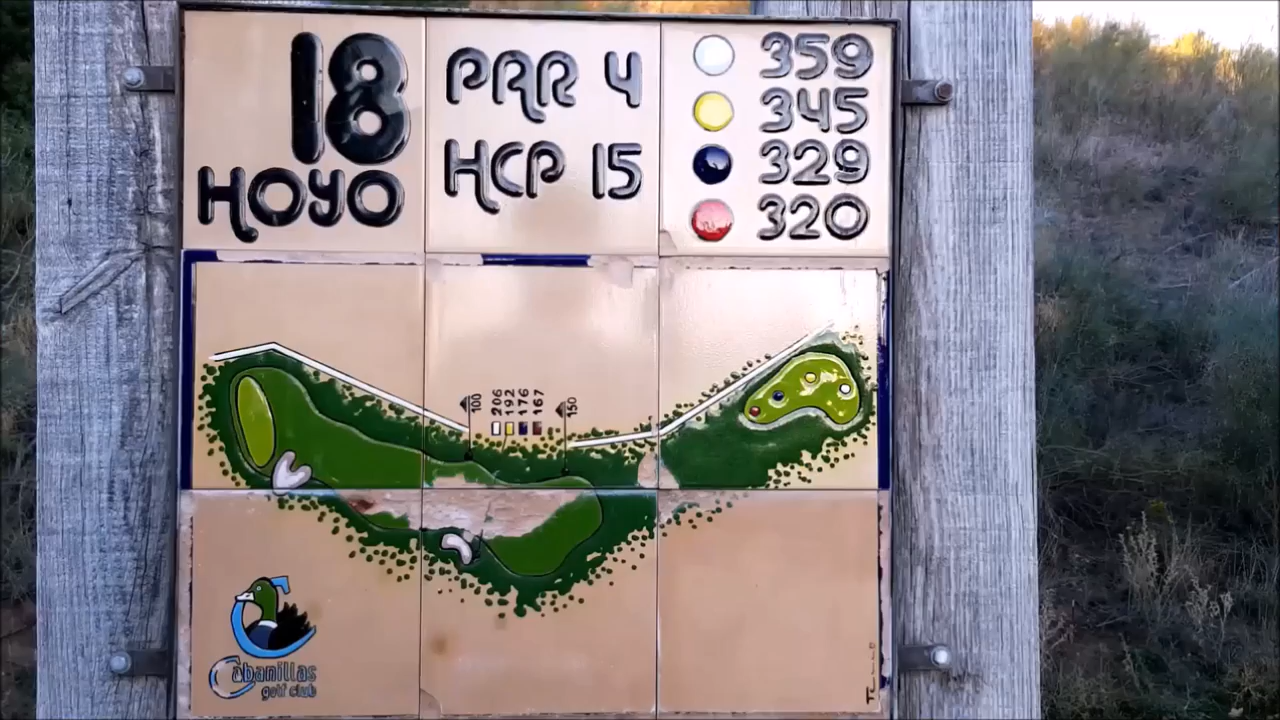 18
HOYO
PAR 4
HCP 15
359
345
329
320
100
206
192
176
167
150
Cabanillas
golf club